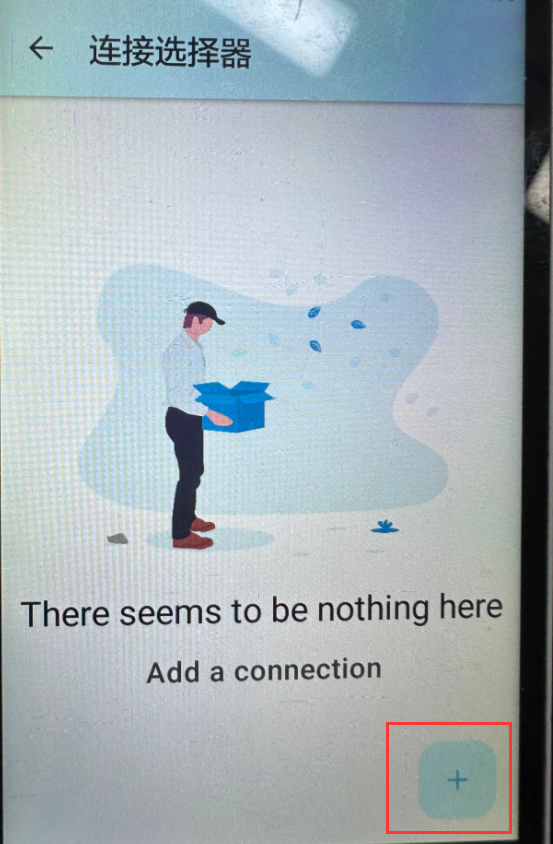 连接选择器
There seems to be nothing here
Add a connection